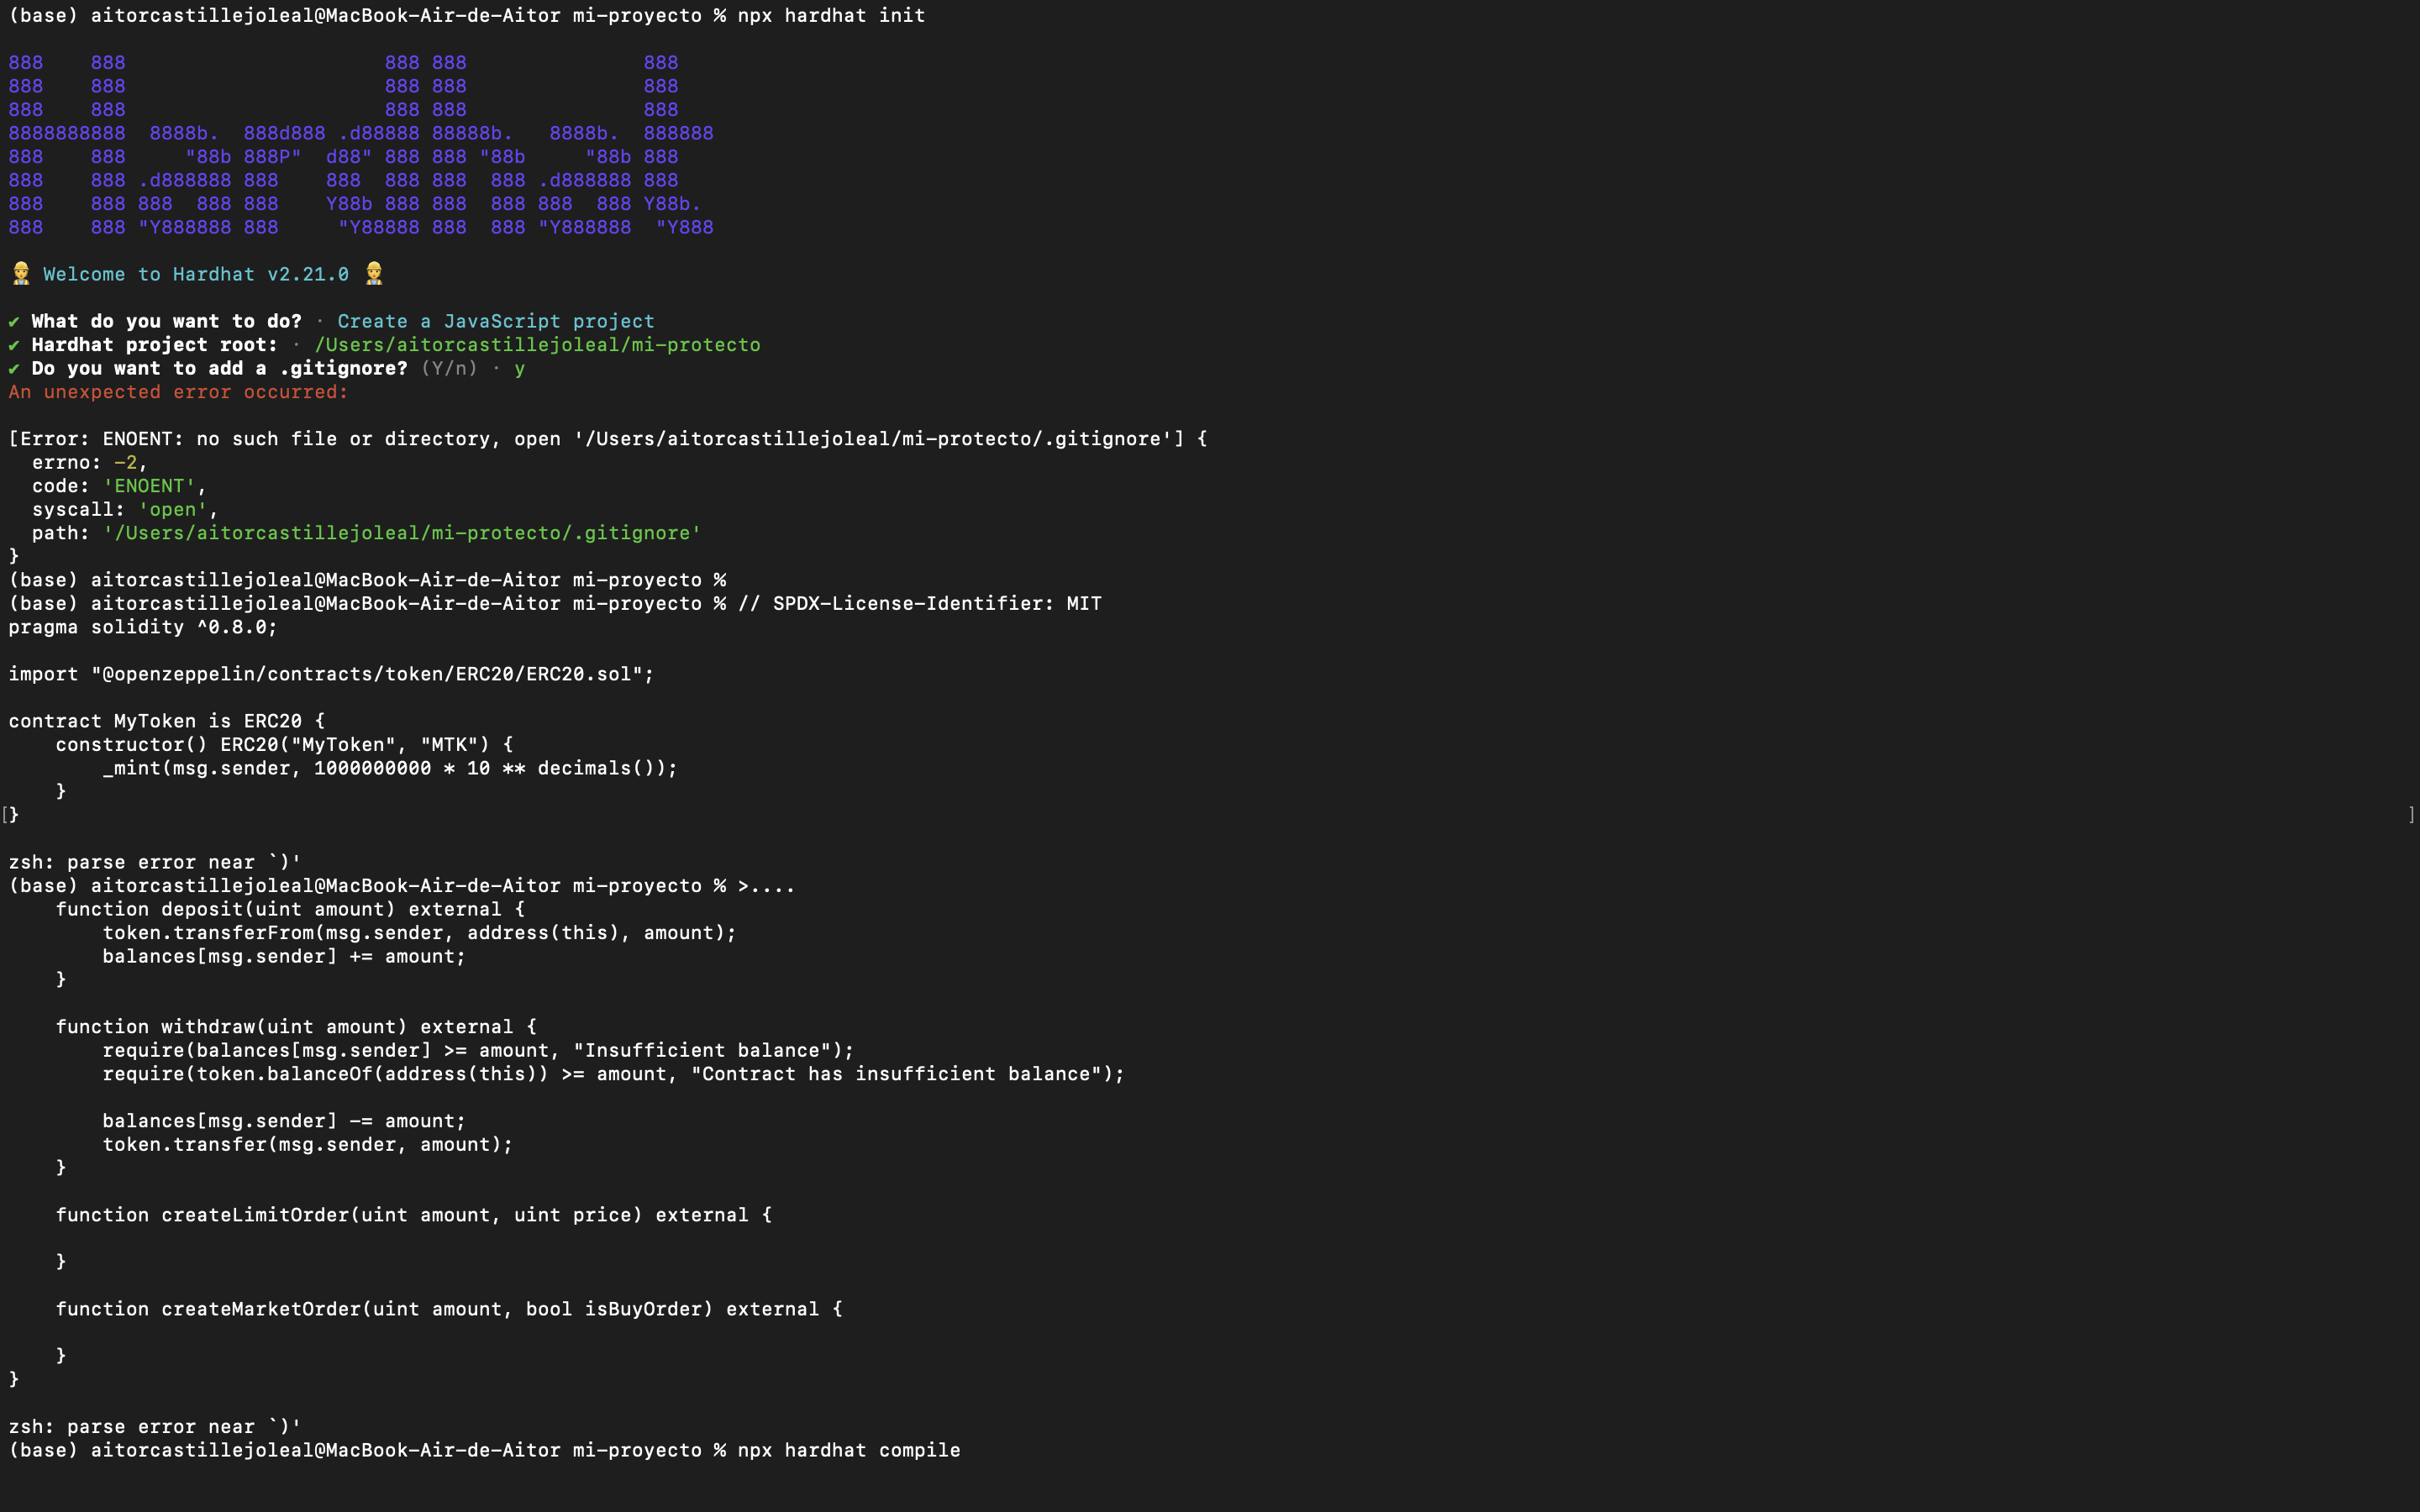 (base) aitorcastillejoleal@MacBook-Air-de-Aitor mi-proyecto % npx hardhat init
888    888                      888 888               888
888    888                      888 888               888
888    888                      888 888               888
8888888888  8888b.  888d888 .d88888 88888b.   8888b.  888888
888    888     "88b 888P"  d88" 888 888 "88b     "88b 888
888    888 .d888888 888    888  888 888  888 .d888888 888
888    888 888  888 888    Y88b 888 888  888 888  888 Y88b.
888    888 "Y888888 888     "Y88888 888  888 "Y888888  "Y888
👷 Welcome to Hardhat v2.21.0 👷
✔ What do you want to do? · Create a JavaScript project
✔ Hardhat project root: · /Users/aitorcastillejoleal/mi-protecto
✔ Do you want to add a .gitignore? (Y/n) · y
An unexpected error occurred:
[Error: ENOENT: no such file or directory, open '/Users/aitorcastillejoleal/mi-protecto/.gitignore'] {
  errno: -2,
  code: 'ENOENT',
  syscall: 'open',
  path: '/Users/aitorcastillejoleal/mi-protecto/.gitignore'
}
(base) aitorcastillejoleal@MacBook-Air-de-Aitor mi-proyecto %
(base) aitorcastillejoleal@MacBook-Air-de-Aitor mi-proyecto % // SPDX-License-Identifier: MIT
pragma solidity ^0.8.0;
import "@openzeppelin/contracts/token/ERC20/ERC20.sol";
contract MyToken is ERC20 {
    constructor() ERC20("MyToken", "MTK") {
        _mint(msg.sender, 1000000000 * 10 ** decimals());
    }
[}                                                                                ]
zsh: parse error near `)'
(base) aitorcastillejoleal@MacBook-Air-de-Aitor mi-proyecto % >....
    function deposit(uint amount) external {
        token.transferFrom(msg.sender, address(this), amount);
        balances[msg.sender] += amount;
    }
    function withdraw(uint amount) external {
        require(balances[msg.sender] >= amount, "Insufficient balance");
        require(token.balanceOf(address(this)) >= amount, "Contract has insufficient balance");
        balances[msg.sender] -= amount;
        token.transfer(msg.sender, amount);
    }
    function createLimitOrder(uint amount, uint price) external {
    }
    function createMarketOrder(uint amount, bool isBuyOrder) external {
    }
}
zsh: parse error near `)'
(base) aitorcastillejoleal@MacBook-Air-de-Aitor mi-proyecto % npx hardhat compile